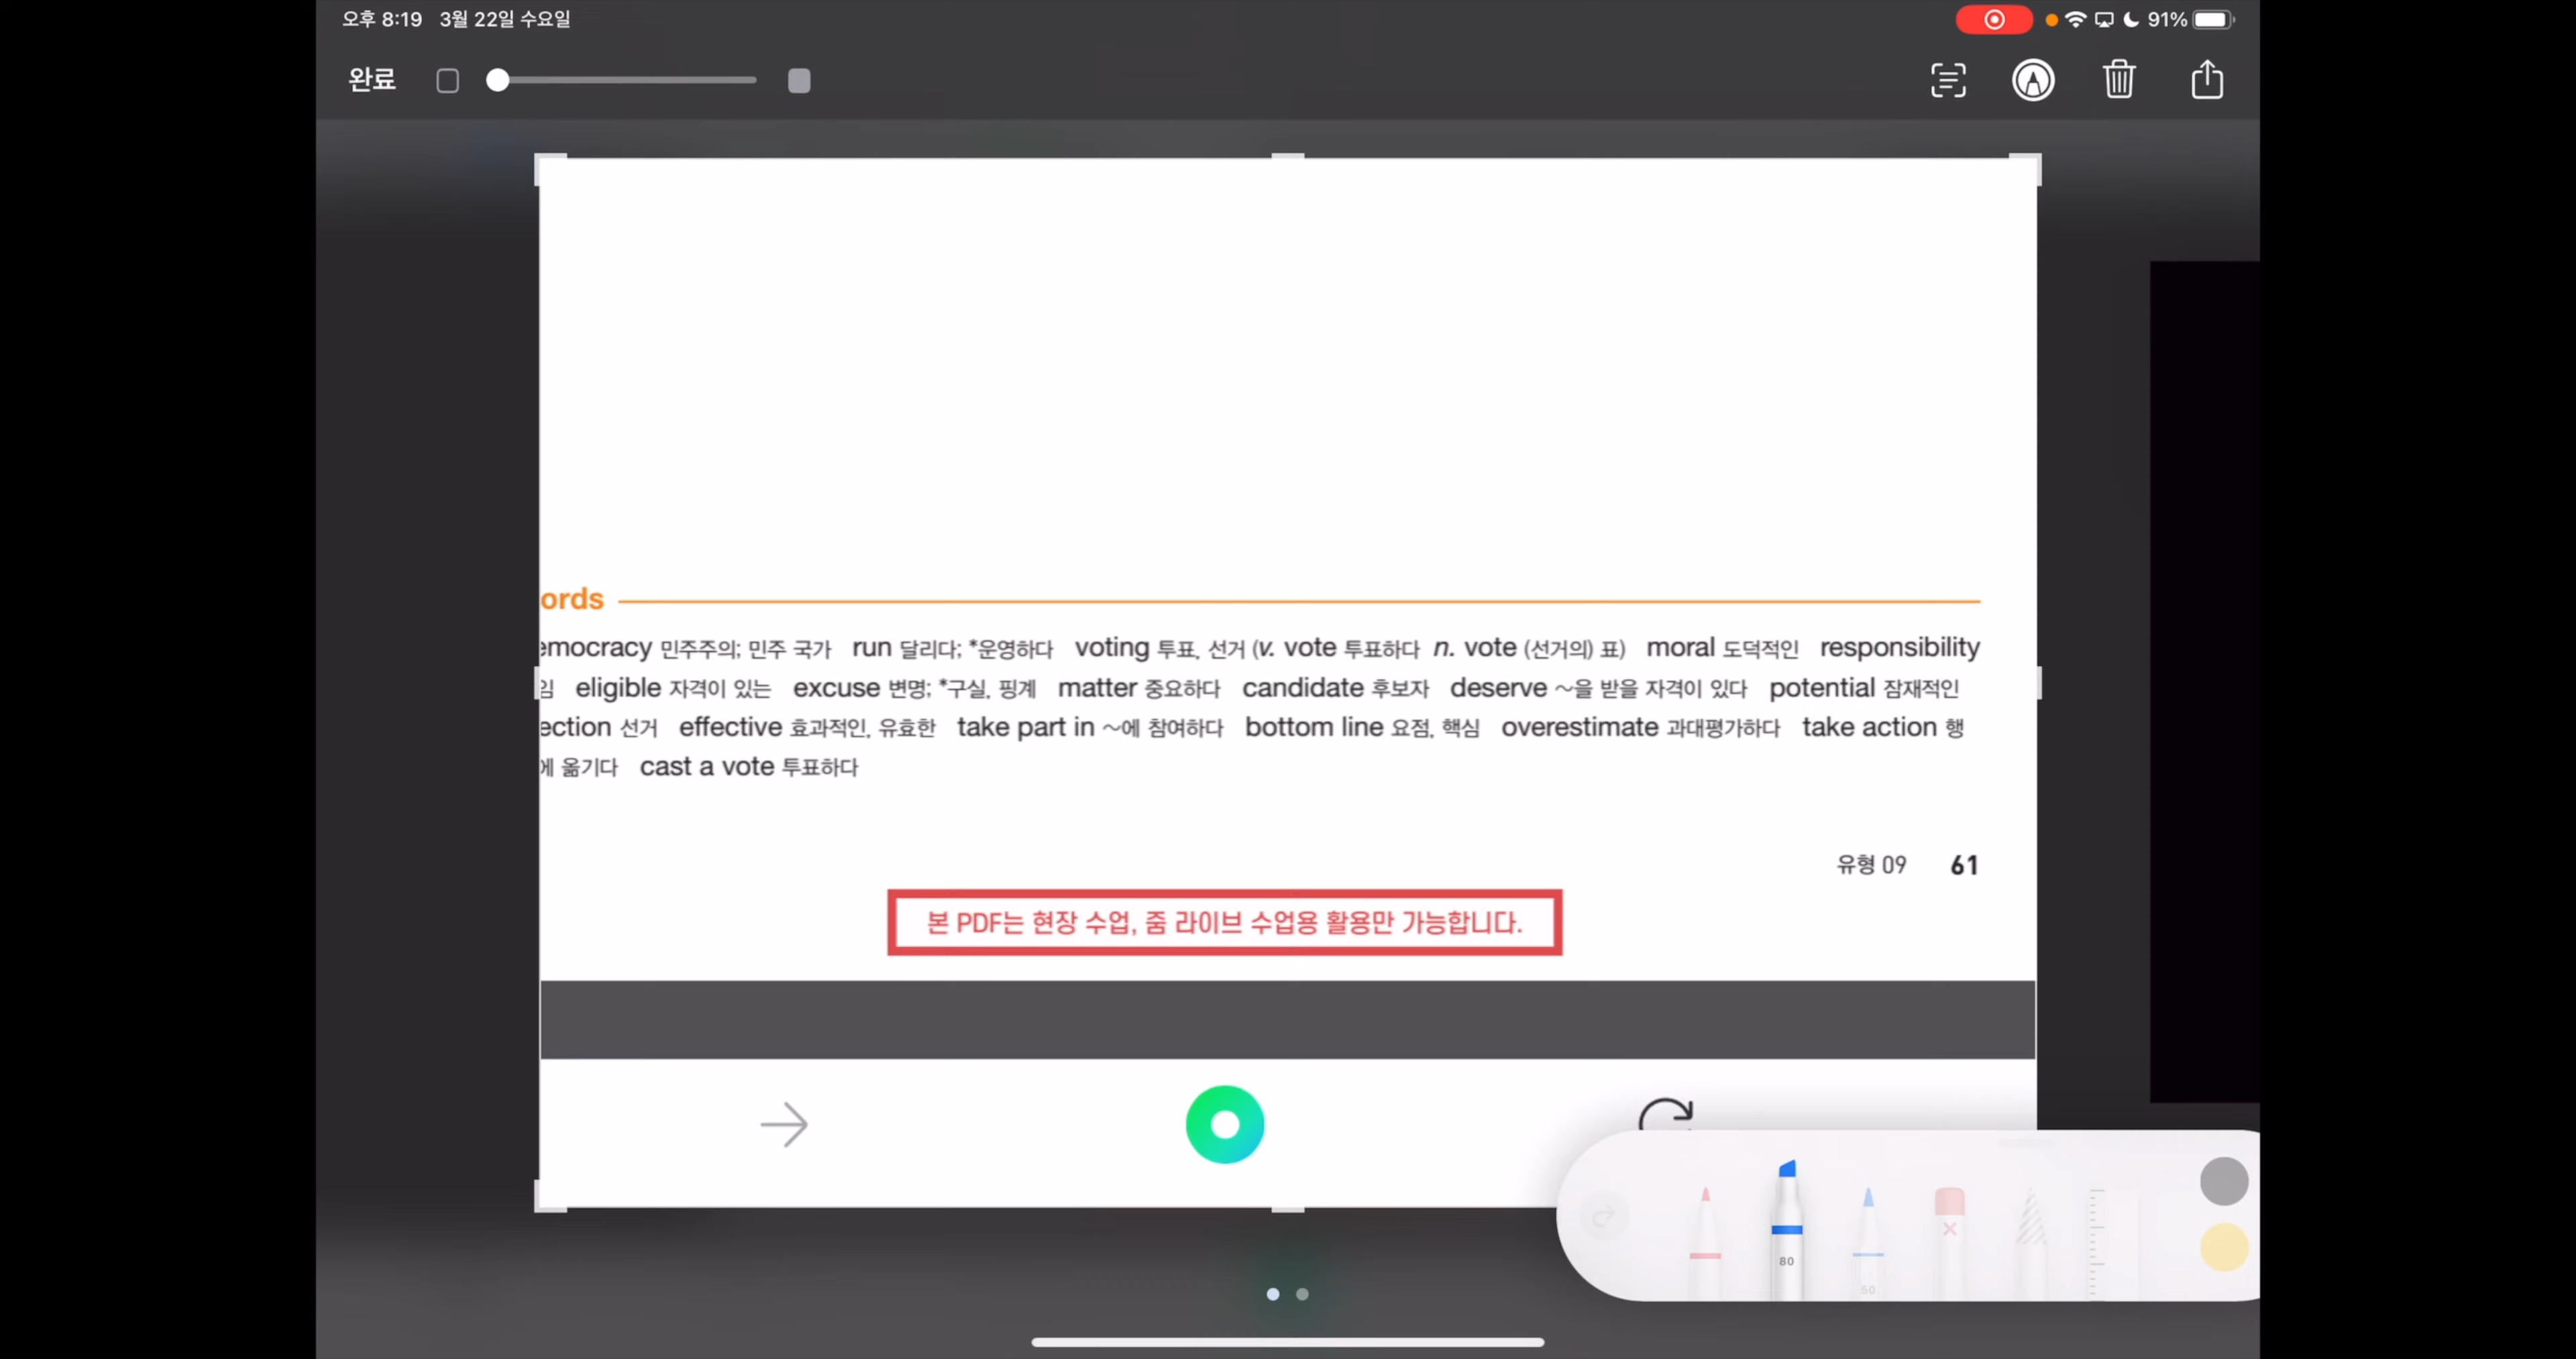 오후 8:19 3월 22일 수요일 91%
완료
ords
emocracy 민주주의; 민주 국가 run 달리다; *운영하다 voting 투표, 선거 (v. vote 투표하다 n. vote (선거의) 표) moral 도덕적인 responsibility
임 eligible 자격이 있는 excuse 변명; *구실, 핑계 matter 중요하다 candidate 후보자 deserve ～을 받을 자격이 있다 potential 잠재적인
ection 선거 effective 효과적인, 유효한 take part in ～에 참여하다 bottom line 요점, 핵심 overestimate 과대평가하다 take action 행
에 옮기다 cast a vote 투표하다
유형 09 61
본 PDF는 현장 수업, 줌 라이브 수업용 활용만 가능합니다.
80
50